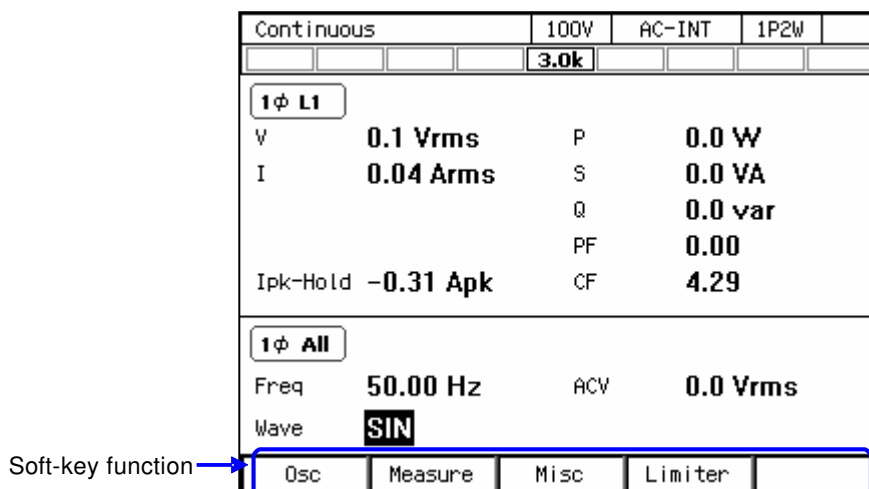 Continuous 100V AC-INT 1P2W
3.0k
1ϕ L1
V 0.1 Vrms P 0.0 W
I 0.04 Arms S 0.0 VA
Q 0.0 var
PF 0.00
Ipk-Hold -0.31 Apk CF 4.29
1ϕ All
Freq 50.00 Hz ACV 0.0 Vrms
Wave SIN
Soft-key function Osc Measure Misc Limiter